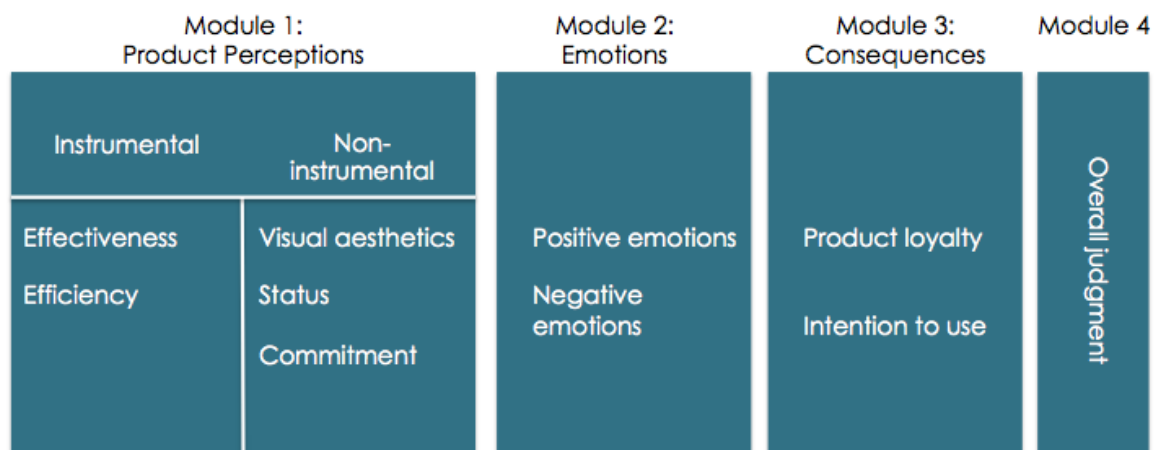 Module 1:
Product Perceptions
Module 2:
Emotions
Module 3:
Consequences
Module 4
Instrumental
Non-
instrumental
Effectiveness
Efficiency
Visual aesthetics
Status
Commitment
Positive emotions
Negative
emotions
Product loyalty
Intention to use
Overall judgment